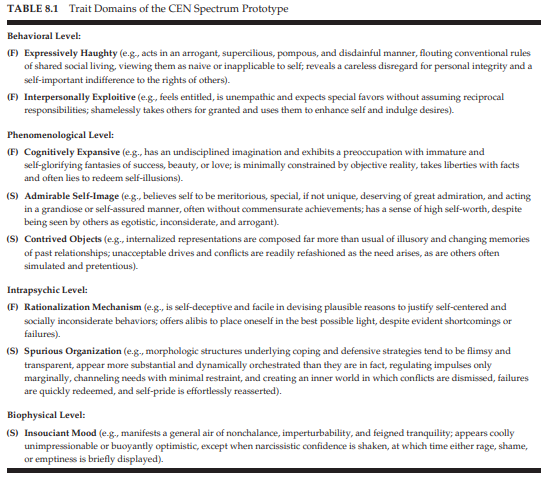 TABLE 8.1 Trait Domains of the CEN Spectrum Prototype
Behavioral Level:
(F) Expressively Haughty (e.g., acts in an arrogant, supercilious, pompous, and disdainful manner, flouting conventional rules
of shared social living, viewing them as naive or inapplicable to self; reveals a careless disregard for personal integrity and a
self-important indifference to the rights of others).
(F) Interpersonally Exploitive (e.g., feels entitled, is unempathic and expects special favors without assuming reciprocal
responsibilities; shamelessly takes others for granted and uses them to enhance self and indulge desires).
Phenomenological Level:
(F) Cognitively Expansive (e.g., has an undisciplined imagination and exhibits a preoccupation with immature and
self-glorifying fantasies of success, beauty, or love; is minimally constrained by objective reality, takes liberties with facts
and often lies to redeem self-illusions).
(S) Admirable Self-Image (e.g., believes self to be meritorious, special, if not unique, deserving of great admiration, and acting
in a grandiose or self-assured manner, often without commensurate achievements; has a sense of high self-worth, despite
being seen by others as egotistic, inconsiderate, and arrogant).
(S) Contrived Objects (e.g., internalized representations are composed far more than usual of illusory and changing memories
of past relationships; unacceptable drives and conflicts are readily refashioned as the need arises, as are others often
simulated and pretentious).
Intrapsychic Level:
(F) Rationalization Mechanism (e.g., is self-deceptive and facile in devising plausible reasons to justify self-centered and
socially inconsiderate behaviors; offers alibis to place oneself in the best possible light, despite evident shortcomings or
failures).
(S) Spurious Organization (e.g., morphologic structures underlying coping and defensive strategies tend to be flimsy and
transparent, appear more substantial and dynamically orchestrated than they are in fact, regulating impulses only
marginally, channeling needs with minimal restraint, and creating an inner world in which conflicts are dismissed, failures
are quickly redeemed, and self-pride is effortlessly reasserted).
Biophysical Level:
(S) Insouciant Mood (e.g., manifests a general air of nonchalance, imperturbability, and feigned tranquility; appears coolly
unimpressionable or buoyantly optimistic, except when narcissistic confidence is shaken, at which time either rage, shame,
or emptiness is briefly displayed).